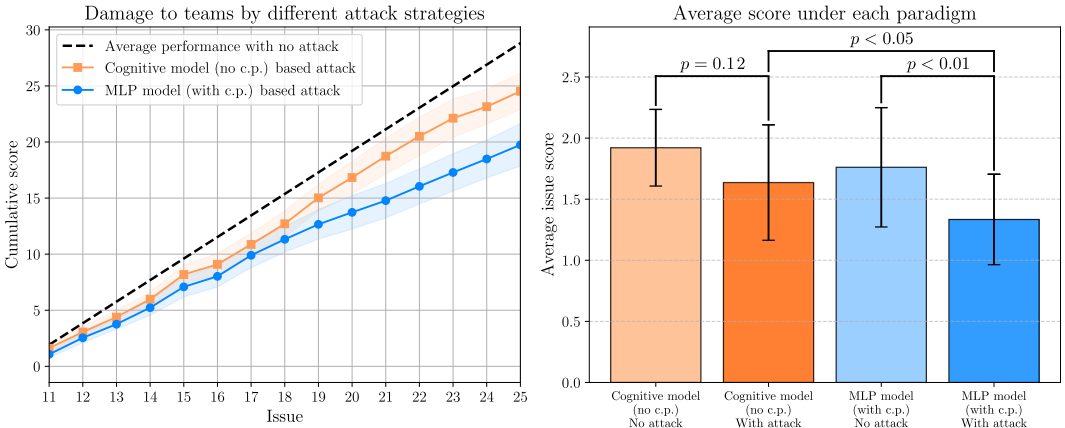 Damage to teams by different attack strategies
30
25
20
15
10
5
0
Cumulative score
Average performance with no attack
Cognitive model (no c.p.) based attack
MLP model (with c.p.) based attack
11 12 13 14 15 16 17 18 19 20 21 22 23 24 25
Issue
Average score under each paradigm
2.5
2.0
1.5
1.0
0.5
0.0
Average issue score
p < 0.05
p = 0.12
p < 0.01
Cognitive model
(no c.p.)
No attack
Cognitive model
(no c.p.)
With attack
MLP model
(with c.p.)
No attack
MLP model
(with c.p.)
With attack